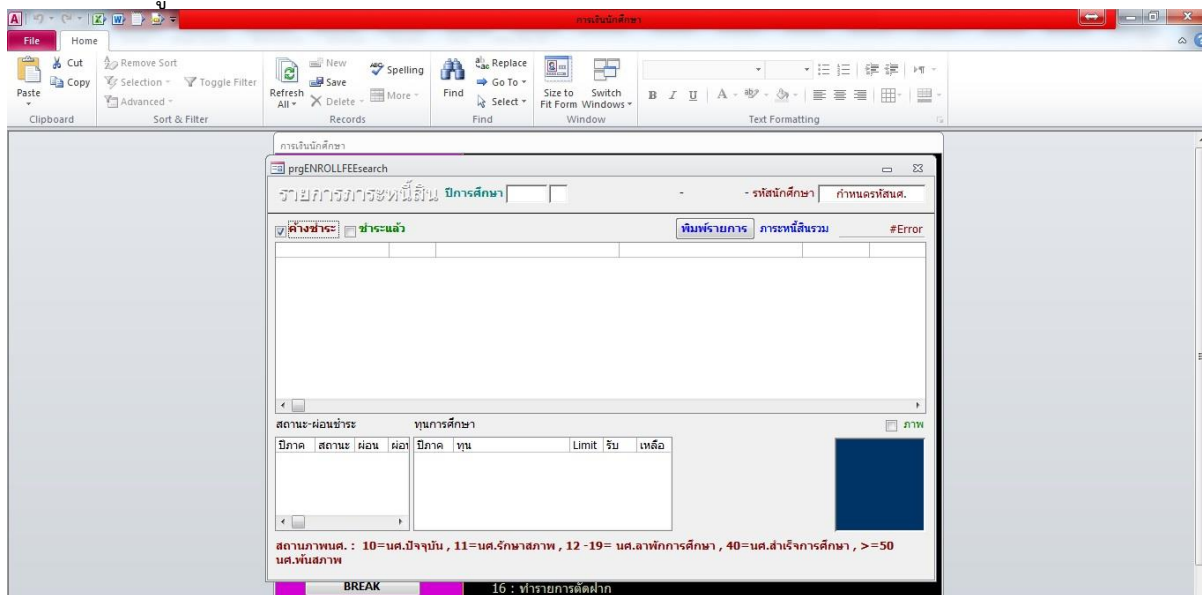 การเงินนักศึกษา
File Home
Cut Copy Paste Clipboard
Remove Sort Selection Toggle Filter Advanced Sort & Filter
Refresh All New Save Delete Spelling More Records
Find Replace Go To Select Find
Size to Fit Form Switch Windows Window
B I U A Text Formatting
การเงินนักศึกษา
prgENROLLFEEsearch
รายการภาระหนี้สิน ปีการศึกษา - - รหัสนักศึกษา กำหนดรหัสนศ.
ค้างชำระ ชำระแล้ว พิมพ์รายการ ภาระหนี้สินรวม #Error
สถานะ-ผ่อนชำระ ทุนการศึกษา ภาพ
ปีภาค สถานะ ผ่อน ปีภาค ทุน Limit รับ เหลือ
สถานภาพนศ. : 10=นศ.ปัจจุบัน , 11=นศ.รักษาสภาพ , 12 -19= นศ.ลาพักการศึกษา , 40=นศ.สำเร็จการศึกษา , >=50
นศ.พ้นสภาพ
BREAK 16 : ทำรายการตัดฝาก